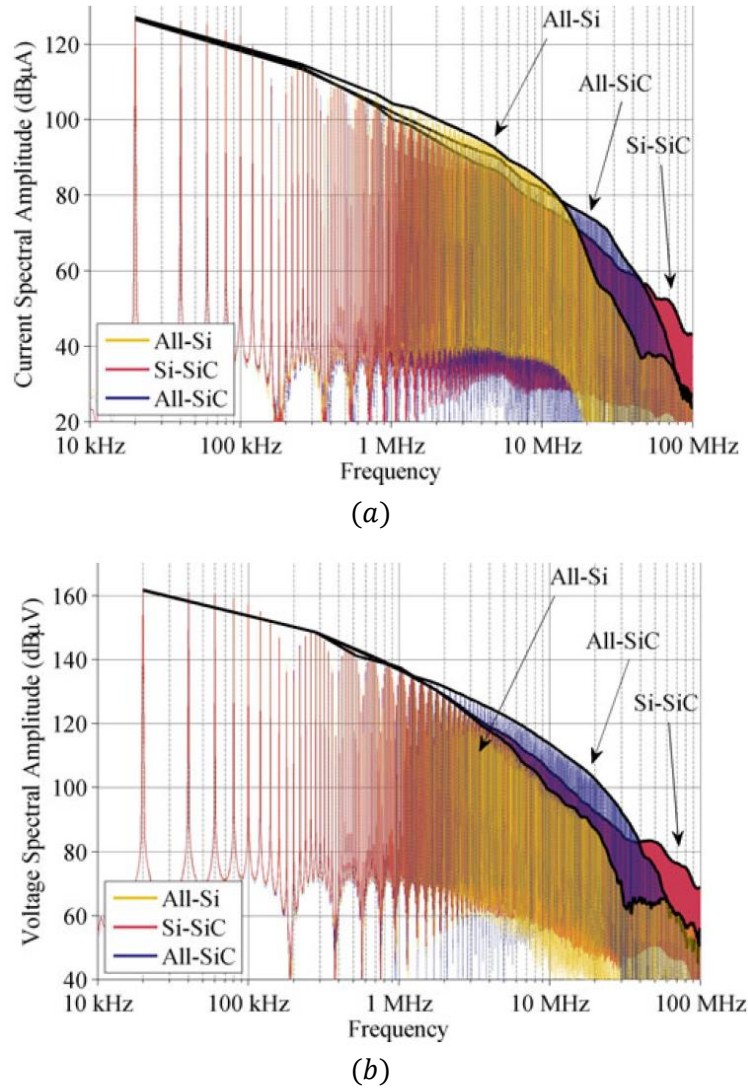 Current Spectral Amplitude (dBμA)
120
100
80
60
40
20
All-Si
All-SiC
Si-SiC
All-Si
Si-SiC
All-SiC
10 kHz 100 kHz 1 MHz 10 MHz 100 MHz
Frequency
(a)
Voltage Spectral Amplitude (dBμV)
160
140
120
100
80
60
40
All-Si
All-SiC
Si-SiC
All-Si
Si-SiC
All-SiC
10 kHz 100 kHz 1 MHz 10 MHz 100 MHz
Frequency
(b)